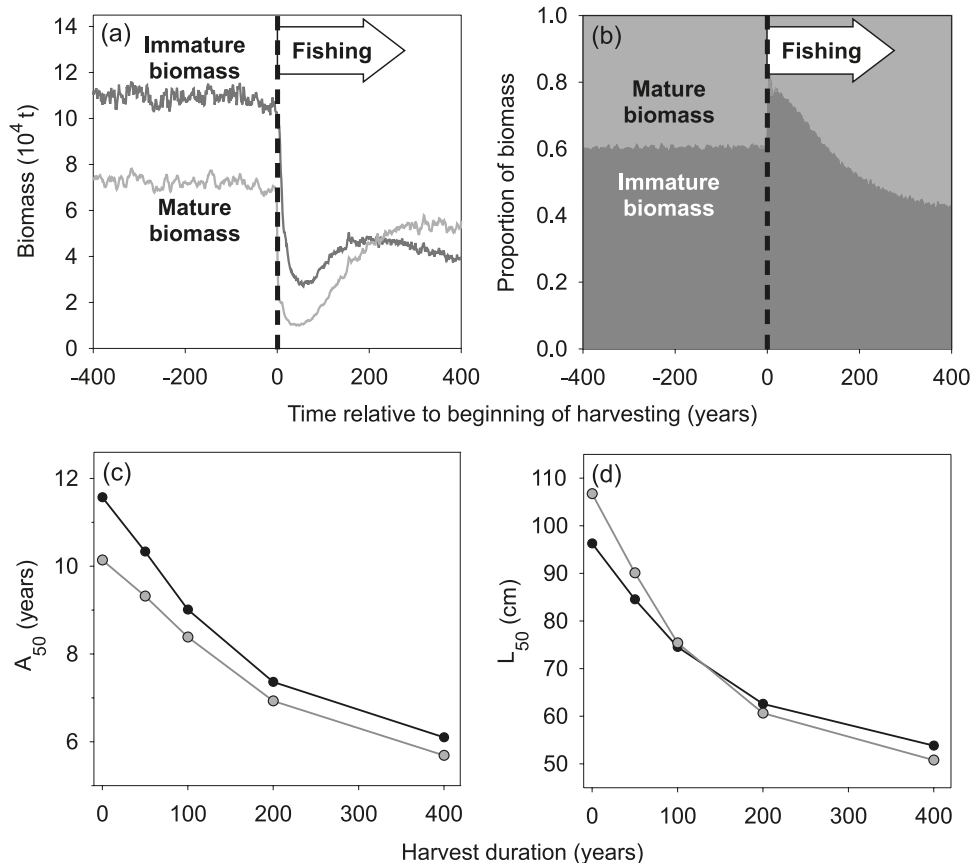 (a)
Immature
biomass
Fishing
Mature
biomass
Biomass (10⁴ t)
14
12
10
8
6
4
2
0
-400
-200
0
200
400
(b)
Fishing
Mature
biomass
Immature
biomass
Proportion of biomass
1.0
0.8
0.6
0.4
0.2
0.0
-400
-200
0
200
400
Time relative to beginning of harvesting (years)
(c)
A₅₀ (years)
12
10
8
6
0
100
200
300
400
(d)
L₅₀ (cm)
110
100
90
80
70
60
50
0
100
200
300
400
Harvest duration (years)